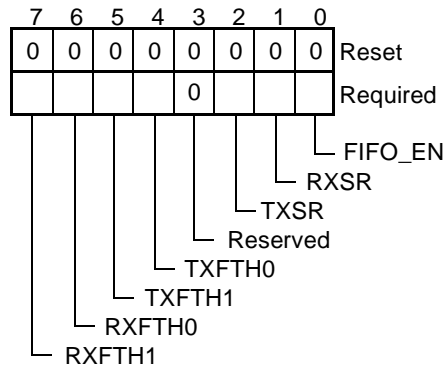 7 6 5 4 3 2 1 0
0 0 0 0 0 0 0 0 Reset
0 Required
FIFO_EN
RXSR
TXSR
Reserved
TXFTH0
TXFTH1
RXFTH0
RXFTH1